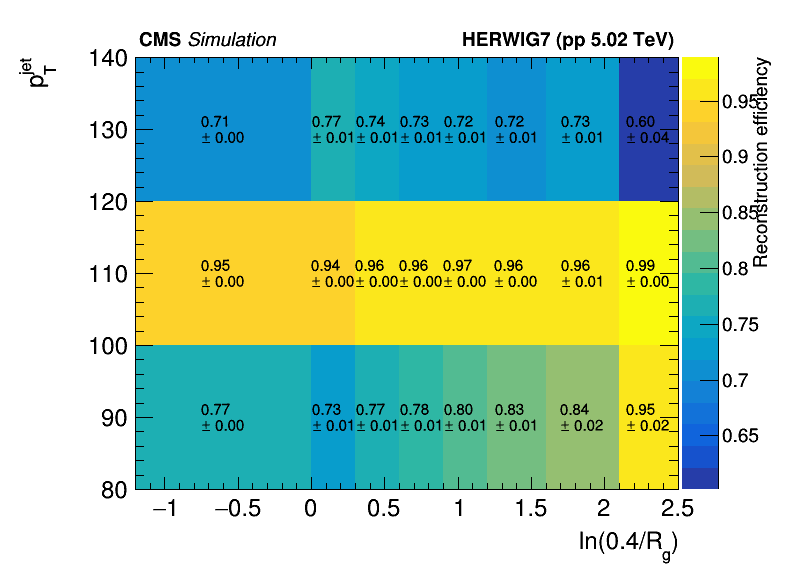 CMS Simulation HERWIG7 (pp 5.02 TeV)
p_T^jet
140
130
120
110
100
90
80
0.71 0.77 0.74 0.73 0.72 0.72 0.73 0.60
± 0.00 ± 0.01 ± 0.01 ± 0.01 ± 0.01 ± 0.01 ± 0.01 ± 0.04
0.95 0.94 0.96 0.96 0.97 0.96 0.96 0.99
± 0.00 ± 0.00 ± 0.00 ± 0.00 ± 0.00 ± 0.00 ± 0.01 ± 0.00
0.77 0.73 0.77 0.78 0.80 0.83 0.84 0.95
± 0.00 ± 0.01 ± 0.01 ± 0.01 ± 0.01 ± 0.01 ± 0.02 ± 0.02
−1 −0.5 0 0.5 1 1.5 2 2.5
ln(0.4/R_g)
0.95
0.9
0.85
0.8
0.75
0.7
0.65
Reconstruction efficiency